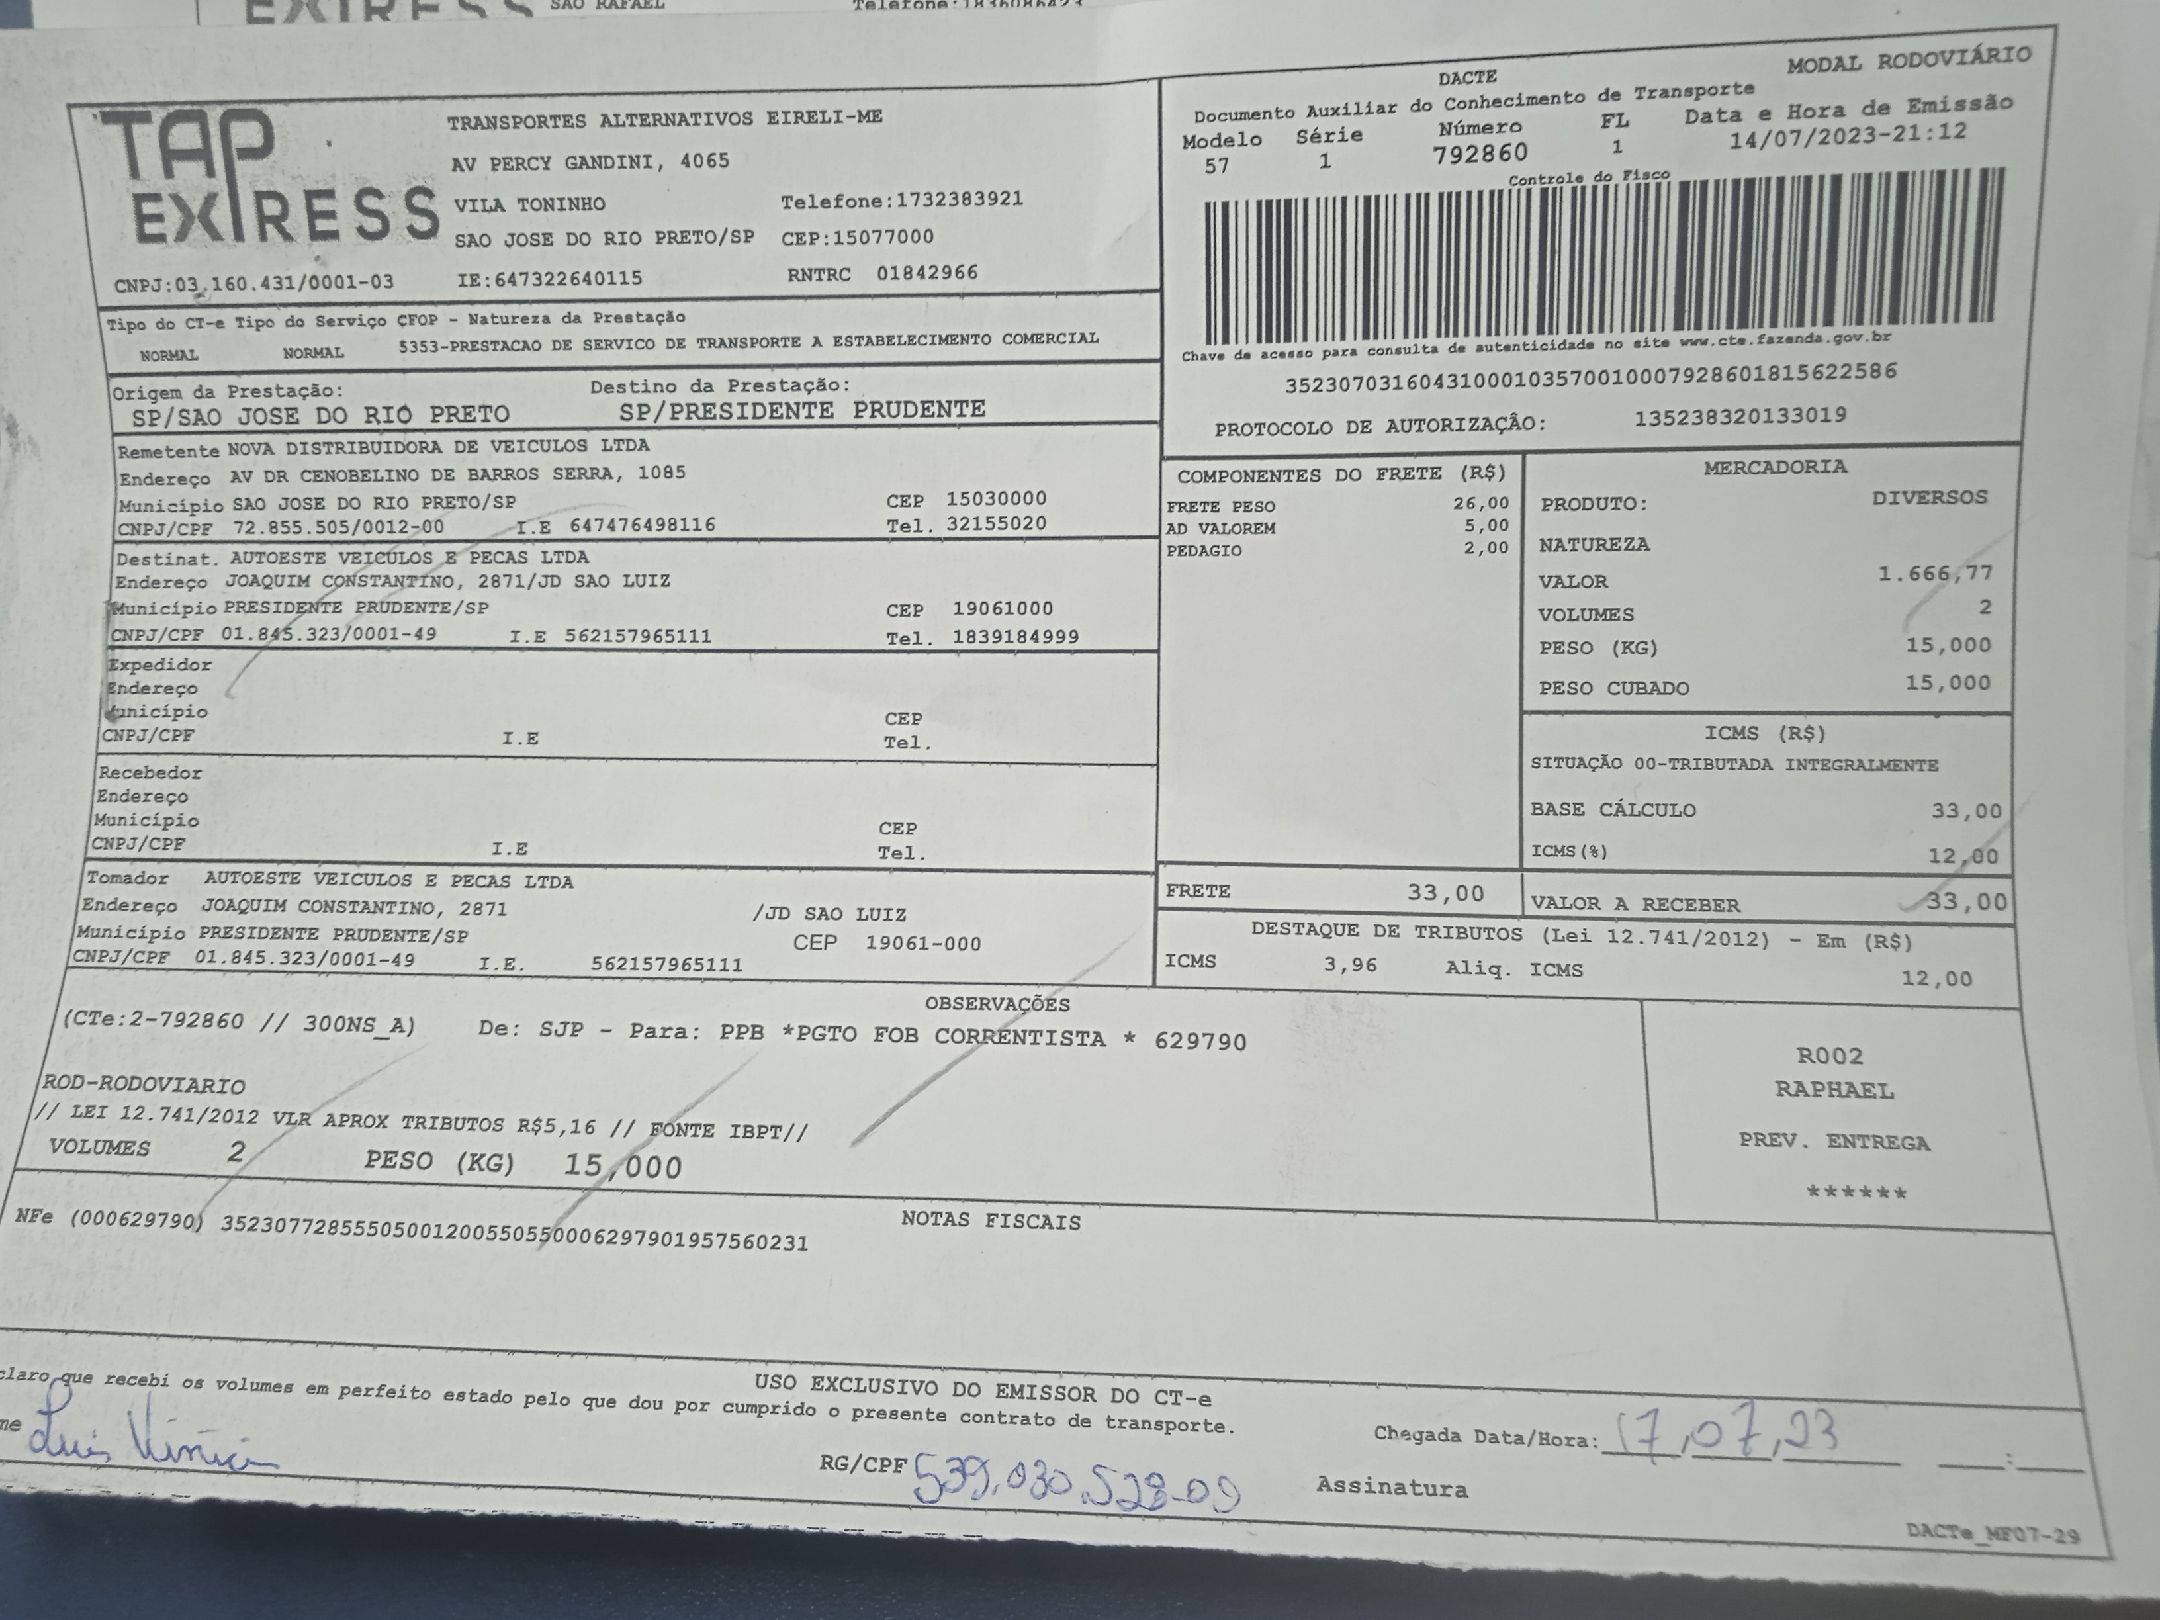 EXPRESS SAO RAFAEL Telefone:1836086423
TAP EXPRESS
TRANSPORTES ALTERNATIVOS EIRELI-ME
AV PERCY GANDINI, 4065
VILA TONINHO Telefone:1732383921
SAO JOSE DO RIO PRETO/SP CEP:15077000
CNPJ:03.160.431/0001-03 IE:647322640115 RNTRC 01842966
MODAL RODOVIÁRIO
DACTE
Documento Auxiliar do Conhecimento de Transporte
Modelo Série Número FL Data e Hora de Emissão
57 1 792860 1 14/07/2023-21:12
Controle do Fisco
Chave de acesso para consulta de autenticidade no site www.cte.fazenda.gov.br
35230703160431000103570010007928601815622586
PROTOCOLO DE AUTORIZAÇÃO: 135238320133019
Tipo do CT-e Tipo do Serviço CFOP - Natureza da Prestação
NORMAL NORMAL 5353-PRESTACAO DE SERVICO DE TRANSPORTE A ESTABELECIMENTO COMERCIAL
Origem da Prestação: Destino da Prestação:
SP/SAO JOSE DO RIO PRETO SP/PRESIDENTE PRUDENTE
Remetente NOVA DISTRIBUIDORA DE VEICULOS LTDA
Endereço AV DR CENOBELINO DE BARROS SERRA, 1085
Município SAO JOSE DO RIO PRETO/SP CEP 15030000
CNPJ/CPF 72.855.505/0012-00 I.E 647476498116 Tel. 32155020
Destinat. AUTOESTE VEICULOS E PECAS LTDA
Endereço JOAQUIM CONSTANTINO, 2871/JD SAO LUIZ
Município PRESIDENTE PRUDENTE/SP CEP 19061000
CNPJ/CPF 01.845.323/0001-49 I.E 562157965111 Tel. 1839184999
Expedidor
Endereço
Município CEP
CNPJ/CPF I.E Tel.
Recebedor
Endereço
Município CEP
CNPJ/CPF I.E Tel.
Tomador AUTOESTE VEICULOS E PECAS LTDA
Endereço JOAQUIM CONSTANTINO, 2871 /JD SAO LUIZ
Município PRESIDENTE PRUDENTE/SP CEP 19061-000
CNPJ/CPF 01.845.323/0001-49 I.E. 562157965111
COMPONENTES DO FRETE (R$)
FRETE PESO 26,00
AD VALOREM 5,00
PEDAGIO 2,00
MERCADORIA
PRODUTO: DIVERSOS
NATUREZA
VALOR 1.666,77
VOLUMES 2
PESO (KG) 15,000
PESO CUBADO 15,000
ICMS (R$)
SITUAÇÃO 00-TRIBUTADA INTEGRALMENTE
BASE CÁLCULO 33,00
ICMS(%) 12,00
FRETE 33,00 VALOR A RECEBER 33,00
DESTAQUE DE TRIBUTOS (Lei 12.741/2012) - Em (R$)
ICMS 3,96 Aliq. ICMS 12,00
OBSERVAÇÕES
(CTe:2-792860 // 300NS_A) De: SJP - Para: PPB *PGTO FOB CORRENTISTA * 629790
ROD-RODOVIARIO
// LEI 12.741/2012 VLR APROX TRIBUTOS R$5,16 // FONTE IBPT//
VOLUMES 2 PESO (KG) 15,000
R002
RAPHAEL
PREV. ENTREGA
******
NOTAS FISCAIS
NFe (000629790) 35230772855505001200550550006297901957560231
USO EXCLUSIVO DO EMISSOR DO CT-e
claro que recebi os volumes em perfeito estado pelo que dou por cumprido o presente contrato de transporte.
me Luis RG/CPF 539.030.528-09 Chegada Data/Hora: 17,07,23 :
Assinatura
DACTe_MF07-29